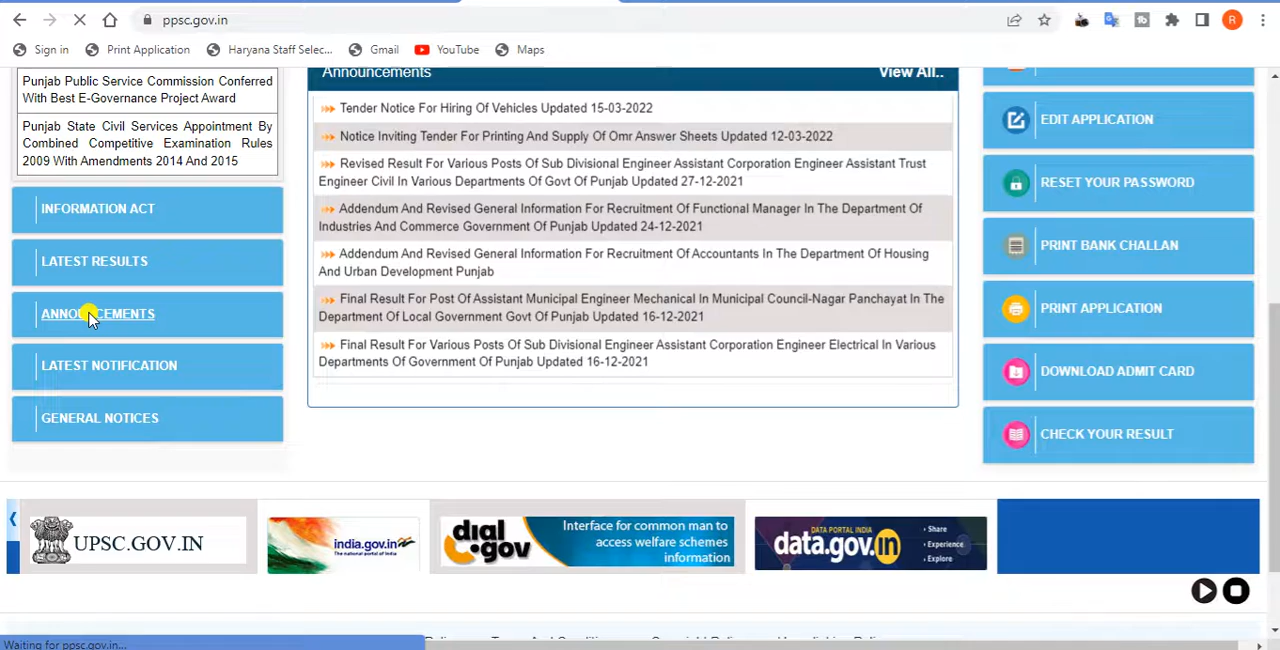 ppsc.gov.in
R
Sign in
Print Application
Haryana Staff Selec...
Gmail
YouTube
Maps
Punjab Public Service Commission Conferred
With Best E-Governance Project Award
Punjab State Civil Services Appointment By
Combined Competitive Examination Rules
2009 With Amendments 2014 And 2015
INFORMATION ACT
LATEST RESULTS
ANNOUNCEMENTS
LATEST NOTIFICATION
GENERAL NOTICES
Announcements
View All..
Tender Notice For Hiring Of Vehicles Updated 15-03-2022
Notice Inviting Tender For Printing And Supply Of Omr Answer Sheets Updated 12-03-2022
Revised Result For Various Posts Of Sub Divisional Engineer Assistant Corporation Engineer Assistant Trust
Engineer Civil In Various Departments Of Govt Of Punjab Updated 27-12-2021
Addendum And Revised General Information For Recruitment Of Functional Manager In The Department Of
Industries And Commerce Government Of Punjab Updated 24-12-2021
Addendum And Revised General Information For Recruitment Of Accountants In The Department Of Housing
And Urban Development Punjab
Final Result For Post Of Assistant Municipal Engineer Mechanical In Municipal Council-Nagar Panchayat In The
Department Of Local Government Govt Of Punjab Updated 16-12-2021
Final Result For Various Posts Of Sub Divisional Engineer Assistant Corporation Engineer Electrical In Various
Departments Of Government Of Punjab Updated 16-12-2021
EDIT APPLICATION
RESET YOUR PASSWORD
PRINT BANK CHALLAN
PRINT APPLICATION
DOWNLOAD ADMIT CARD
CHECK YOUR RESULT
UPSC.GOV.IN
india.gov.in
The national portal of India
dial.gov
Interface for common man to
access welfare schemes
information
DATA PORTAL INDIA
data.gov.in
Share
Experience
Explore
Waiting for ppsc.gov.in...